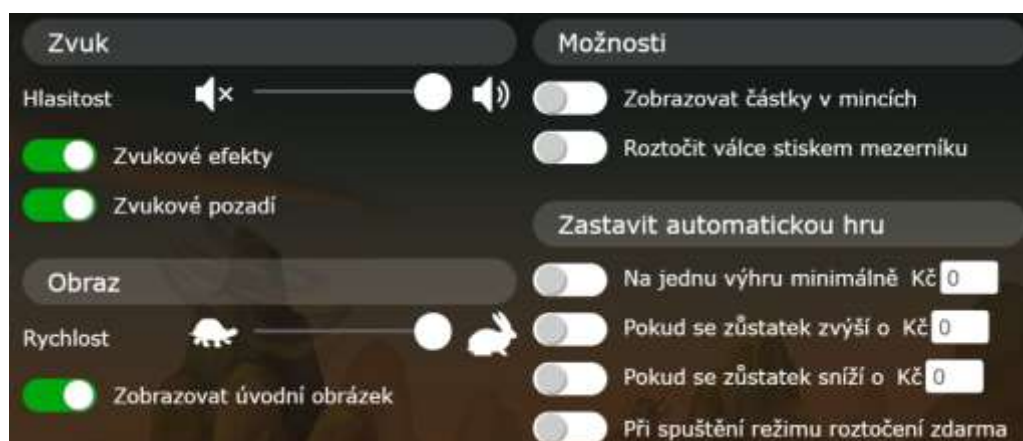 Zvuk
Hlasitost
Zvukové efekty
Zvukové pozadí
Obraz
Rychlost
Zobrazovat úvodní obrázek
Možnosti
Zobrazovat částky v mincích
Roztočit válce stiskem mezerníku
Zastavit automatickou hru
Na jednu výhru minimálně Kč 0
Pokud se zůstatek zvýší o Kč 0
Pokud se zůstatek sníží o Kč 0
Při spuštění režimu roztočení zdarma